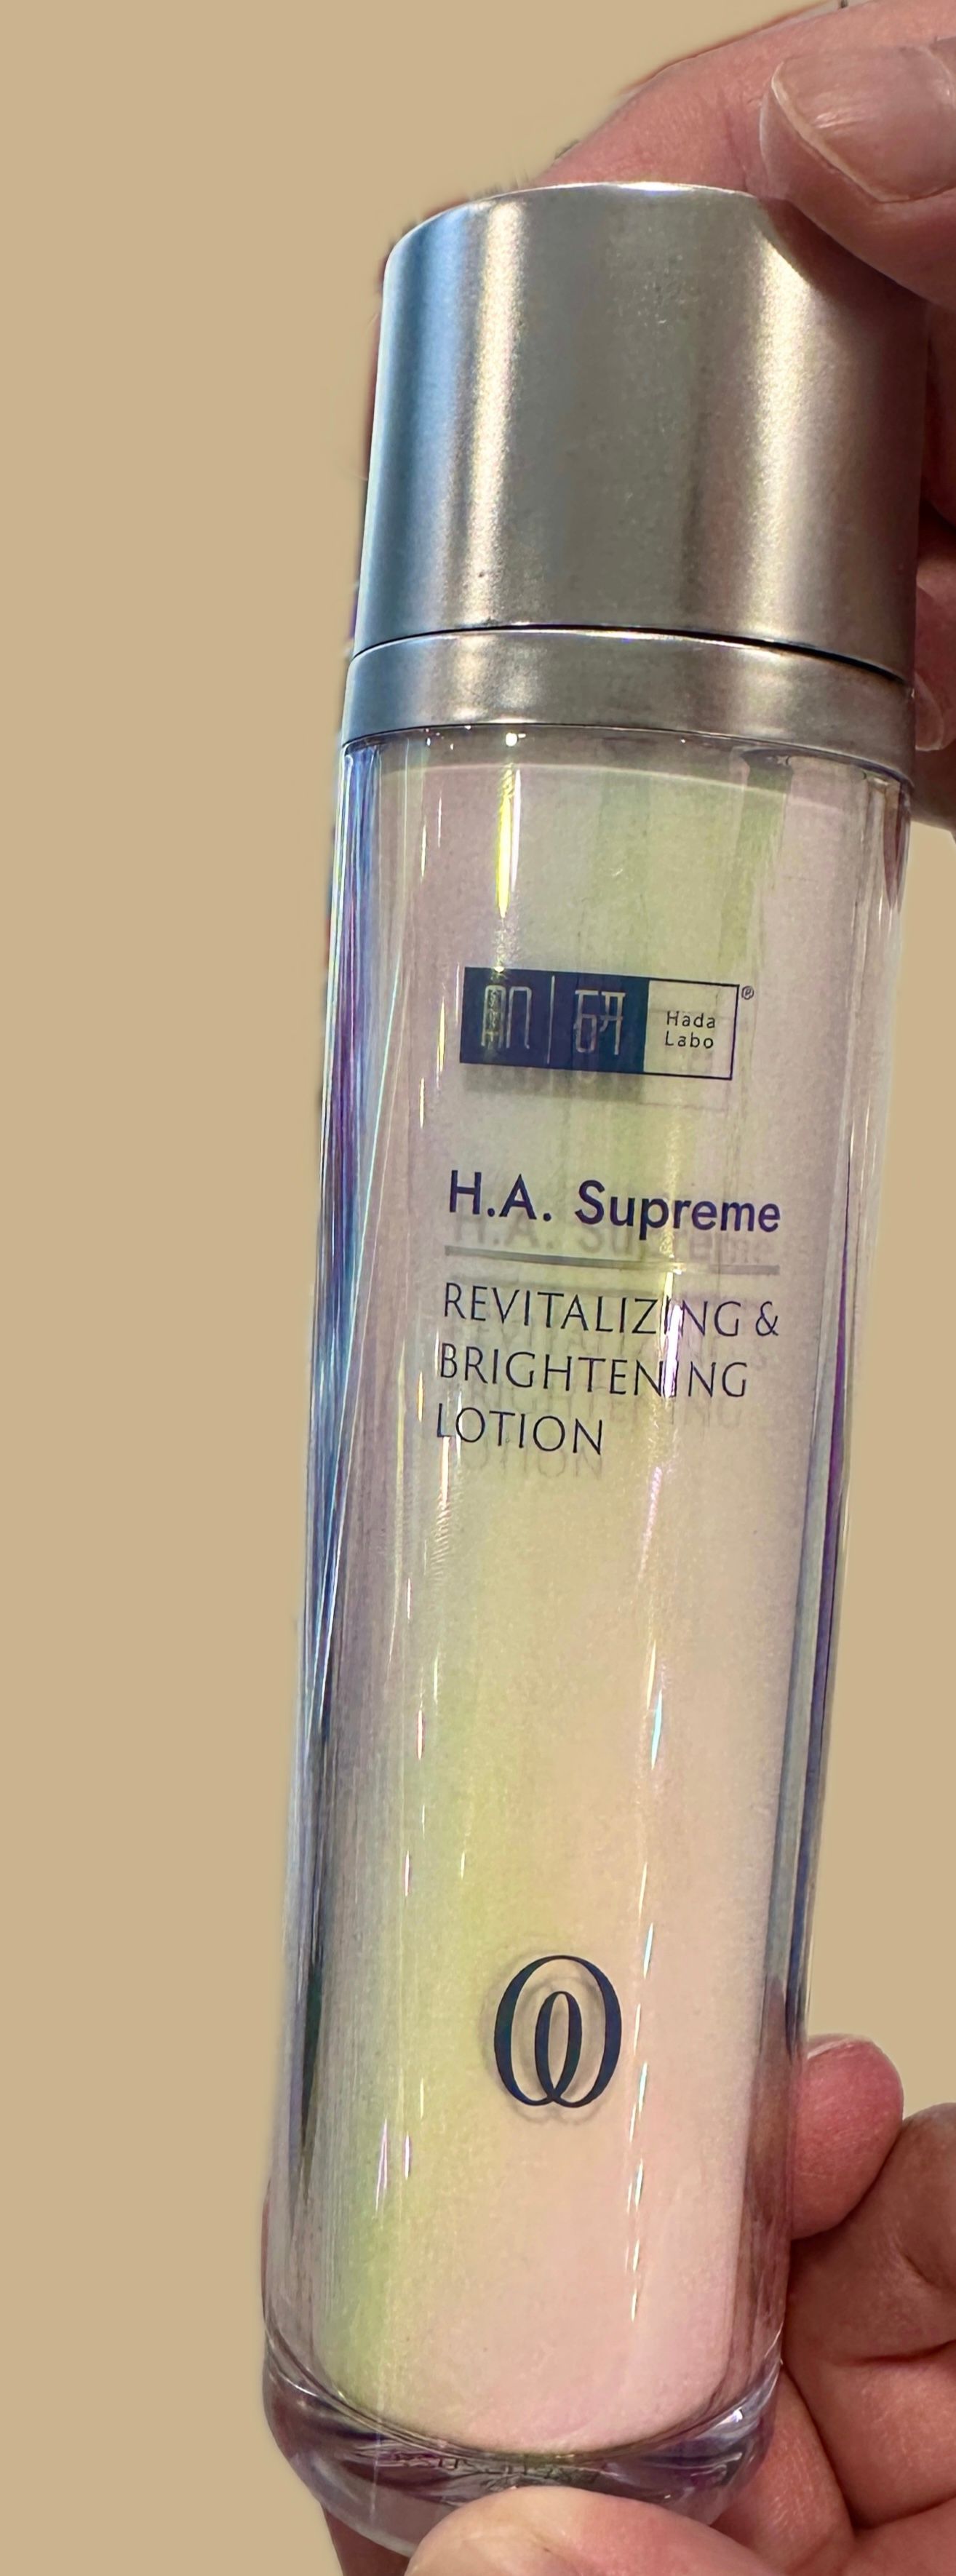 肌研 Hada
Labo ®
H.A. Supreme
REVITALIZING &
BRIGHTENING
LOTION